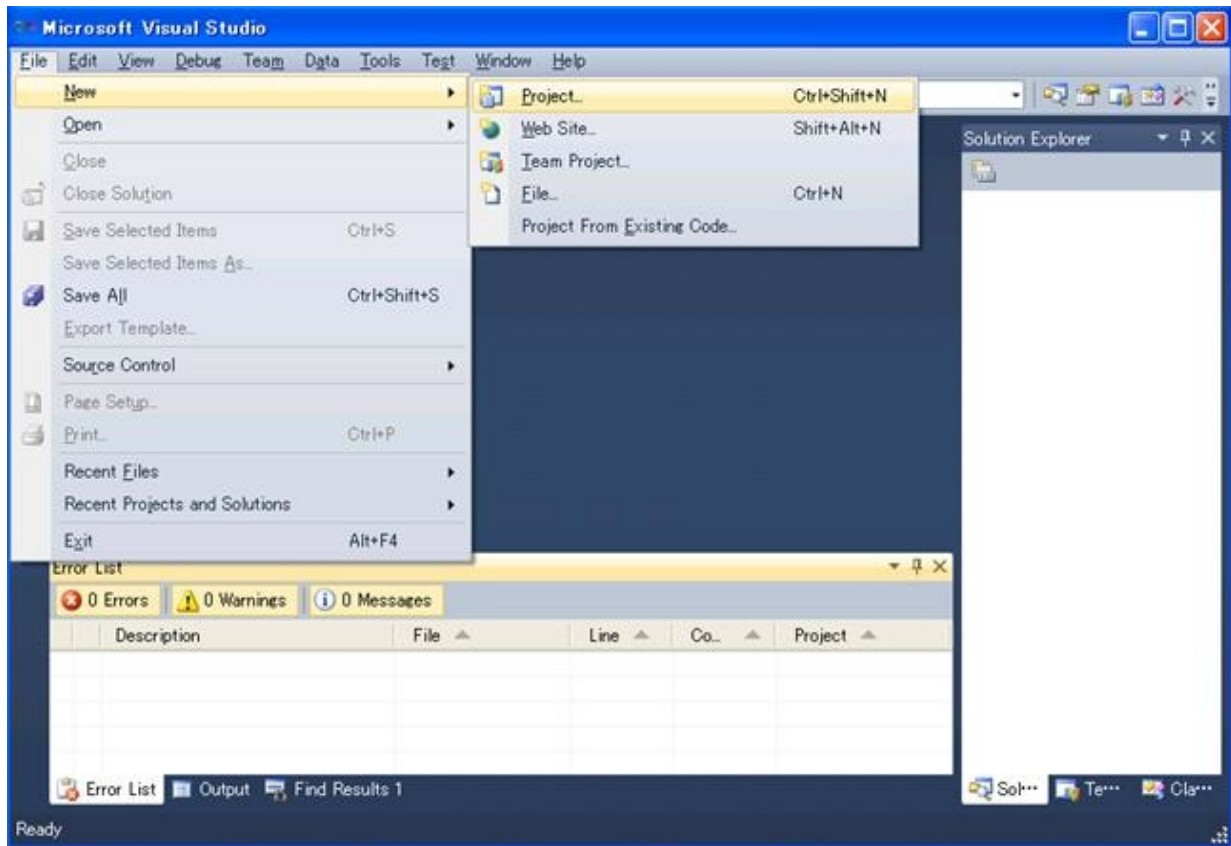 Microsoft Visual Studio
File Edit View Debug Team Data Tools Test Window Help
New
Open
Close
Close Solution
Save Selected Items Ctrl+S
Save Selected Items As...
Save All Ctrl+Shift+S
Export Template...
Source Control
Page Setup...
Print... Ctrl+P
Recent Files
Recent Projects and Solutions
Exit Alt+F4
Project... Ctrl+Shift+N
Web Site... Shift+Alt+N
Team Project...
File... Ctrl+N
Project From Existing Code...
Solution Explorer
Error List
0 Errors 0 Warnings 0 Messages
Description File Line Co... Project
Error List Output Find Results 1
Sol... Te... Cla...
Ready